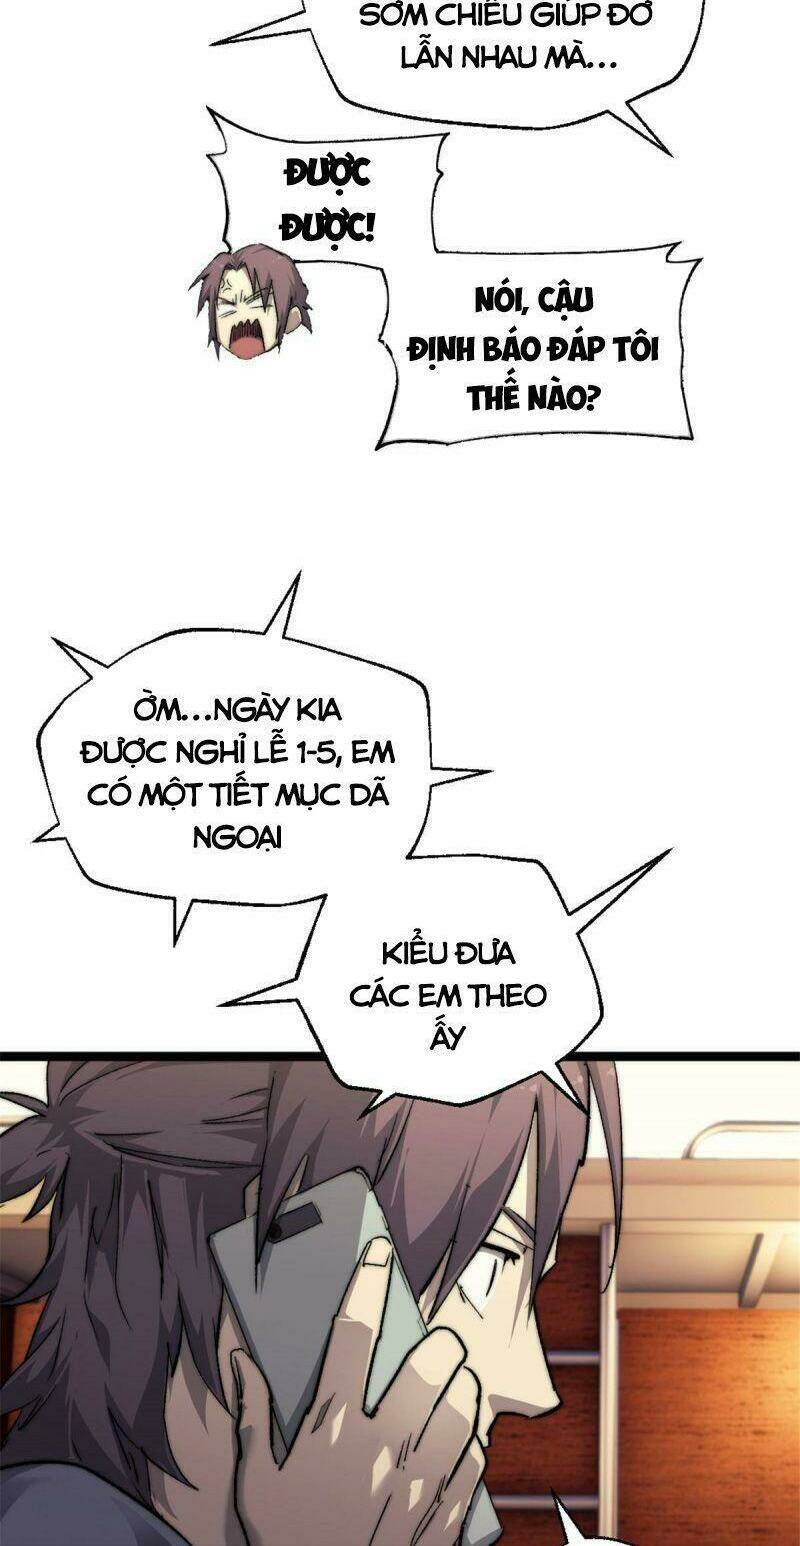 SỚM CHIỀU GIÚP ĐỠ
LẪN NHAU MÀ...
ĐƯỢC
ĐƯỢC!
NÓI, CẬU
ĐỊNH BÁO ĐÁP TÔI
THẾ NÀO?
ỜM...NGÀY KIA
ĐƯỢC NGHỈ LỄ 1-5, EM
CÓ MỘT TIẾT MỤC DÃ
NGOẠI
KIỂU ĐƯA
CÁC EM THEO
ẤY